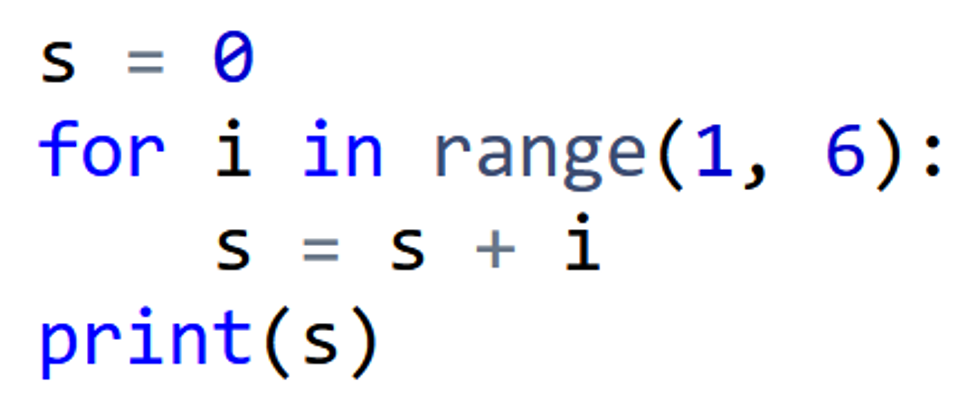 s = 0
for i in range(1, 6):
    s = s + i
print(s)